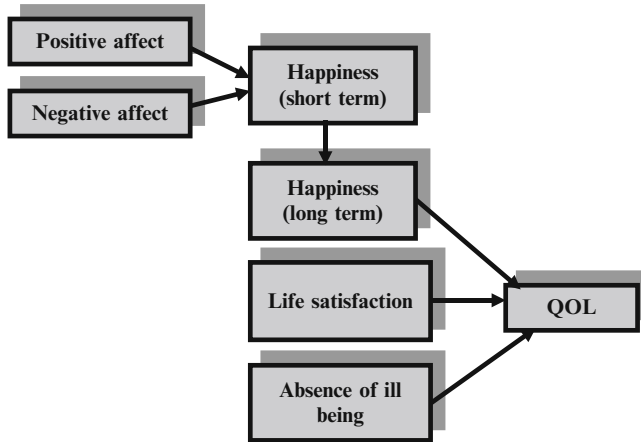 Positive affect
Negative affect
Happiness
(short term)
Happiness
(long term)
Life satisfaction
QOL
Absence of ill
being